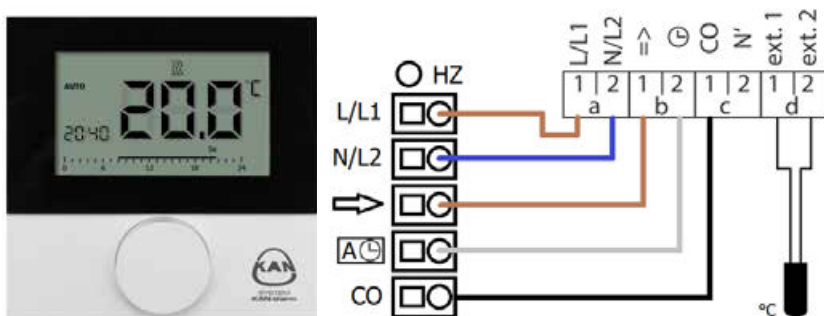 AUTO
20.0 °C
20:40
0 6 12 18 24
KAN
HZ
L/L1
N/L2
A
CO
L/L1 N/L2 => CO N' ext. 1 ext. 2
1 2 1 2 1 2 1 2
a b c d
°C